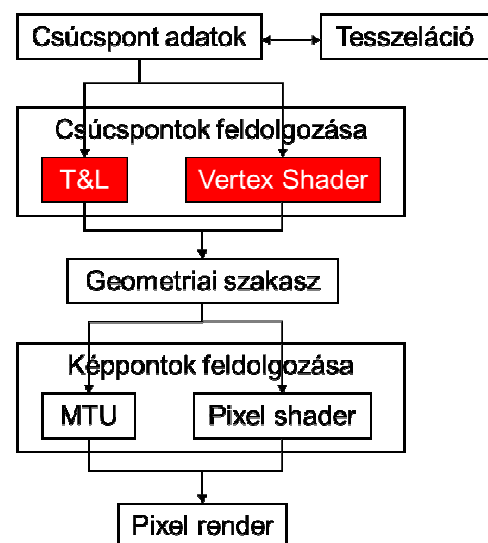 Csúcspont adatok
Tesszeláció
Csúcspontok feldolgozása
T&L
Vertex Shader
Geometriai szakasz
Képpontok feldolgozása
MTU
Pixel shader
Pixel render